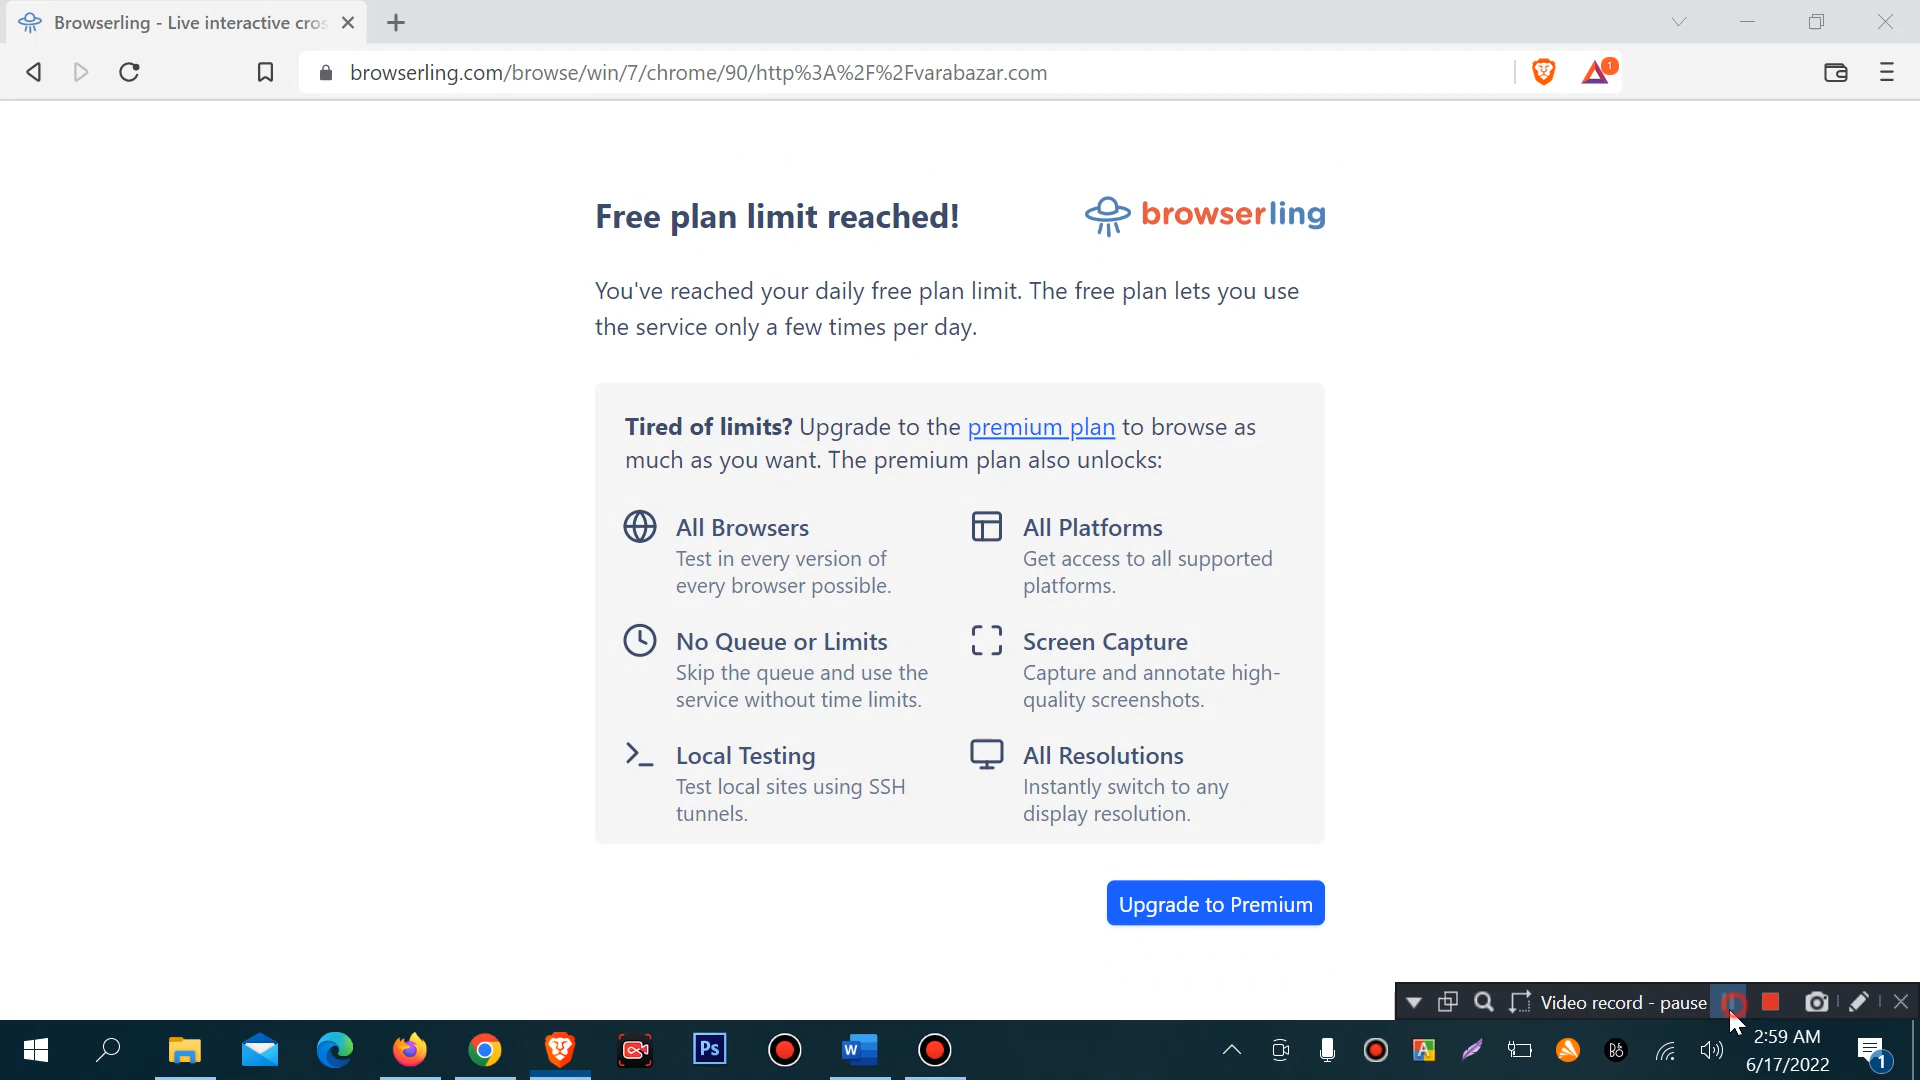 Browserling - Live interactive cros
browserling.com/browse/win/7/chrome/90/http%3A%2F%2Fvarabazar.com
1
Free plan limit reached!
browserling
You've reached your daily free plan limit. The free plan lets you use
the service only a few times per day.
Tired of limits? Upgrade to the premium plan to browse as
much as you want. The premium plan also unlocks:
All Browsers
Test in every version of
every browser possible.
All Platforms
Get access to all supported
platforms.
No Queue or Limits
Skip the queue and use the
service without time limits.
Screen Capture
Capture and annotate high-
quality screenshots.
Local Testing
Test local sites using SSH
tunnels.
All Resolutions
Instantly switch to any
display resolution.
Upgrade to Premium
Video record - pause
Ps
W
A
2:59 AM
6/17/2022
1